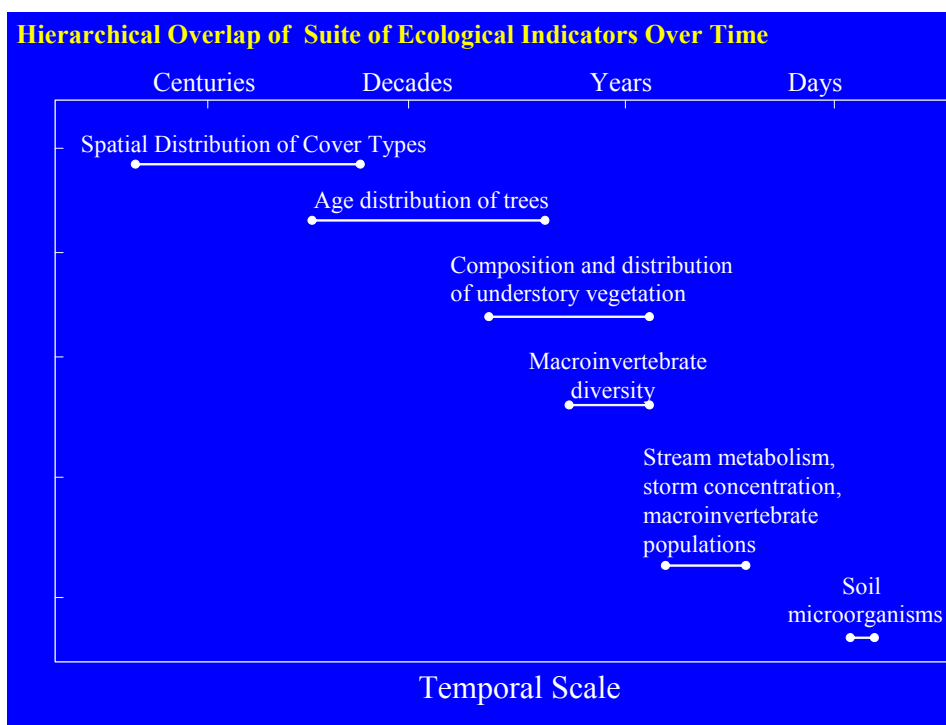 Hierarchical Overlap of Suite of Ecological Indicators Over Time
Centuries Decades Years Days
Spatial Distribution of Cover Types
Age distribution of trees
Composition and distribution
of understory vegetation
Macroinvertebrate
diversity
Stream metabolism,
storm concentration,
macroinvertebrate
populations
Soil
microorganisms
Temporal Scale